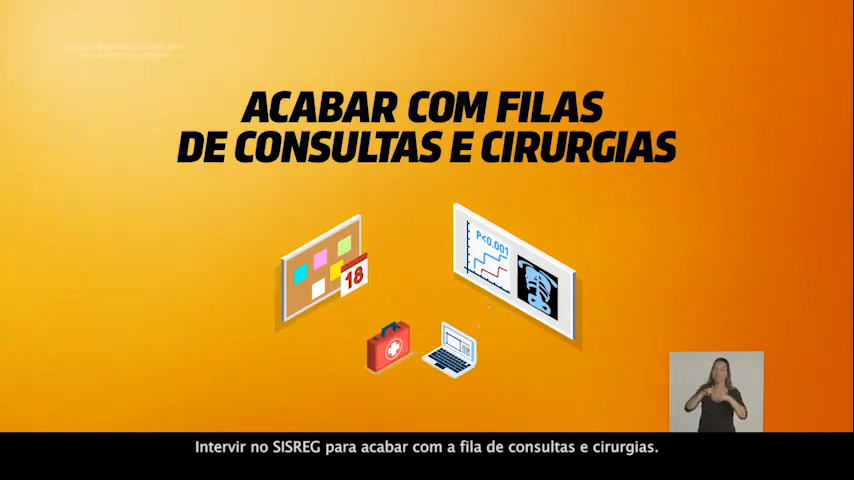 ACABAR COM FILAS
DE CONSULTAS E CIRURGIAS
P<0.001
18
Intervir no SISREG para acabar com a fila de consultas e cirurgias.